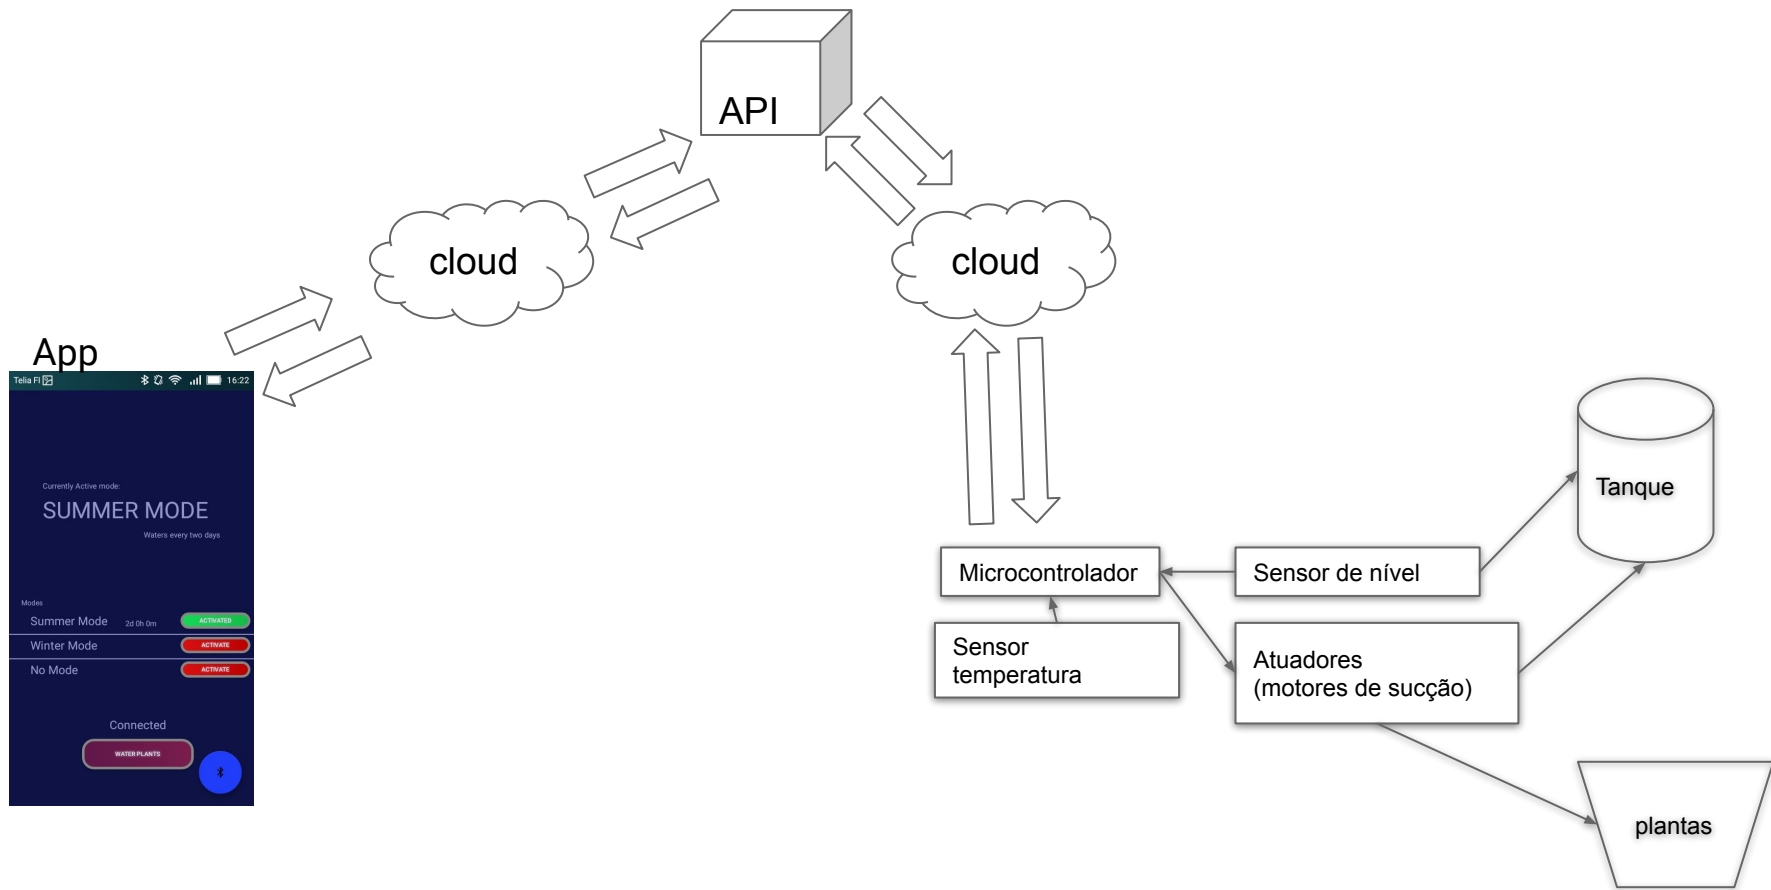 API
cloud
cloud
App
Telia FI
16:22
Currently Active mode:
SUMMER MODE
Waters every two days
Modes
Summer Mode 2d 0h 0m ACTIVATED
Winter Mode ACTIVATE
No Mode ACTIVATE
Connected
WATER PLANTS
Tanque
Microcontrolador
Sensor de nível
Sensor
temperatura
Atuadores
(motores de sucção)
plantas